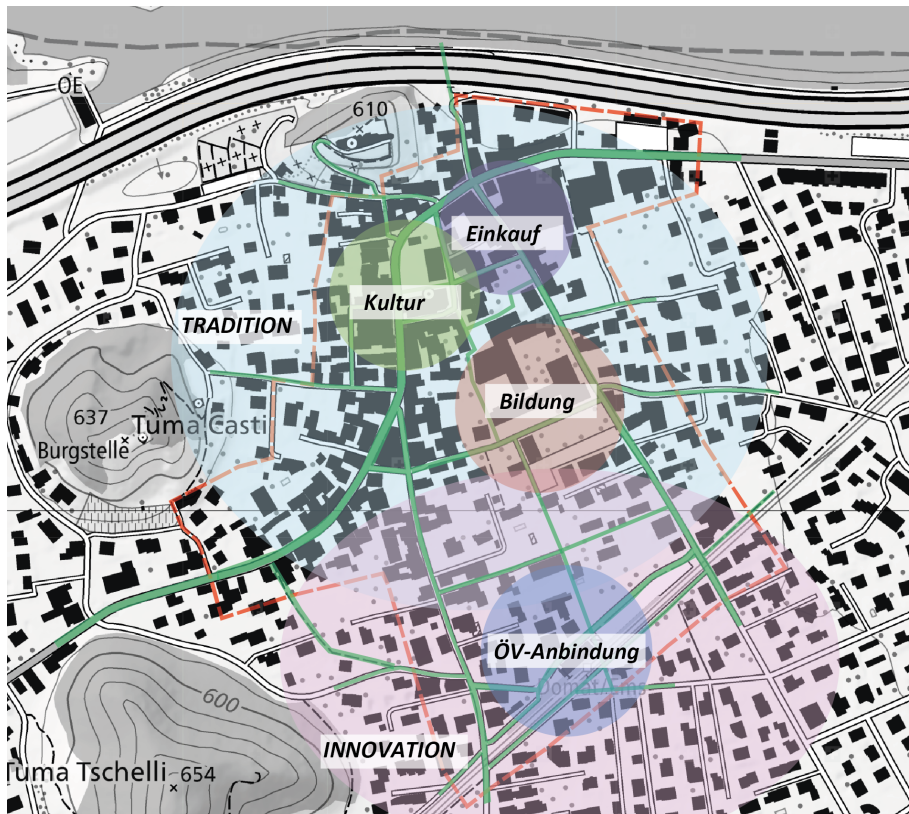 OE
610
Einkauf
Kultur
TRADITION
Bildung
637
Tuma Casti
Burgstelle
ÖV-Anbindung
Domat/Ems
600
INNOVATION
Tuma Tschelli
654